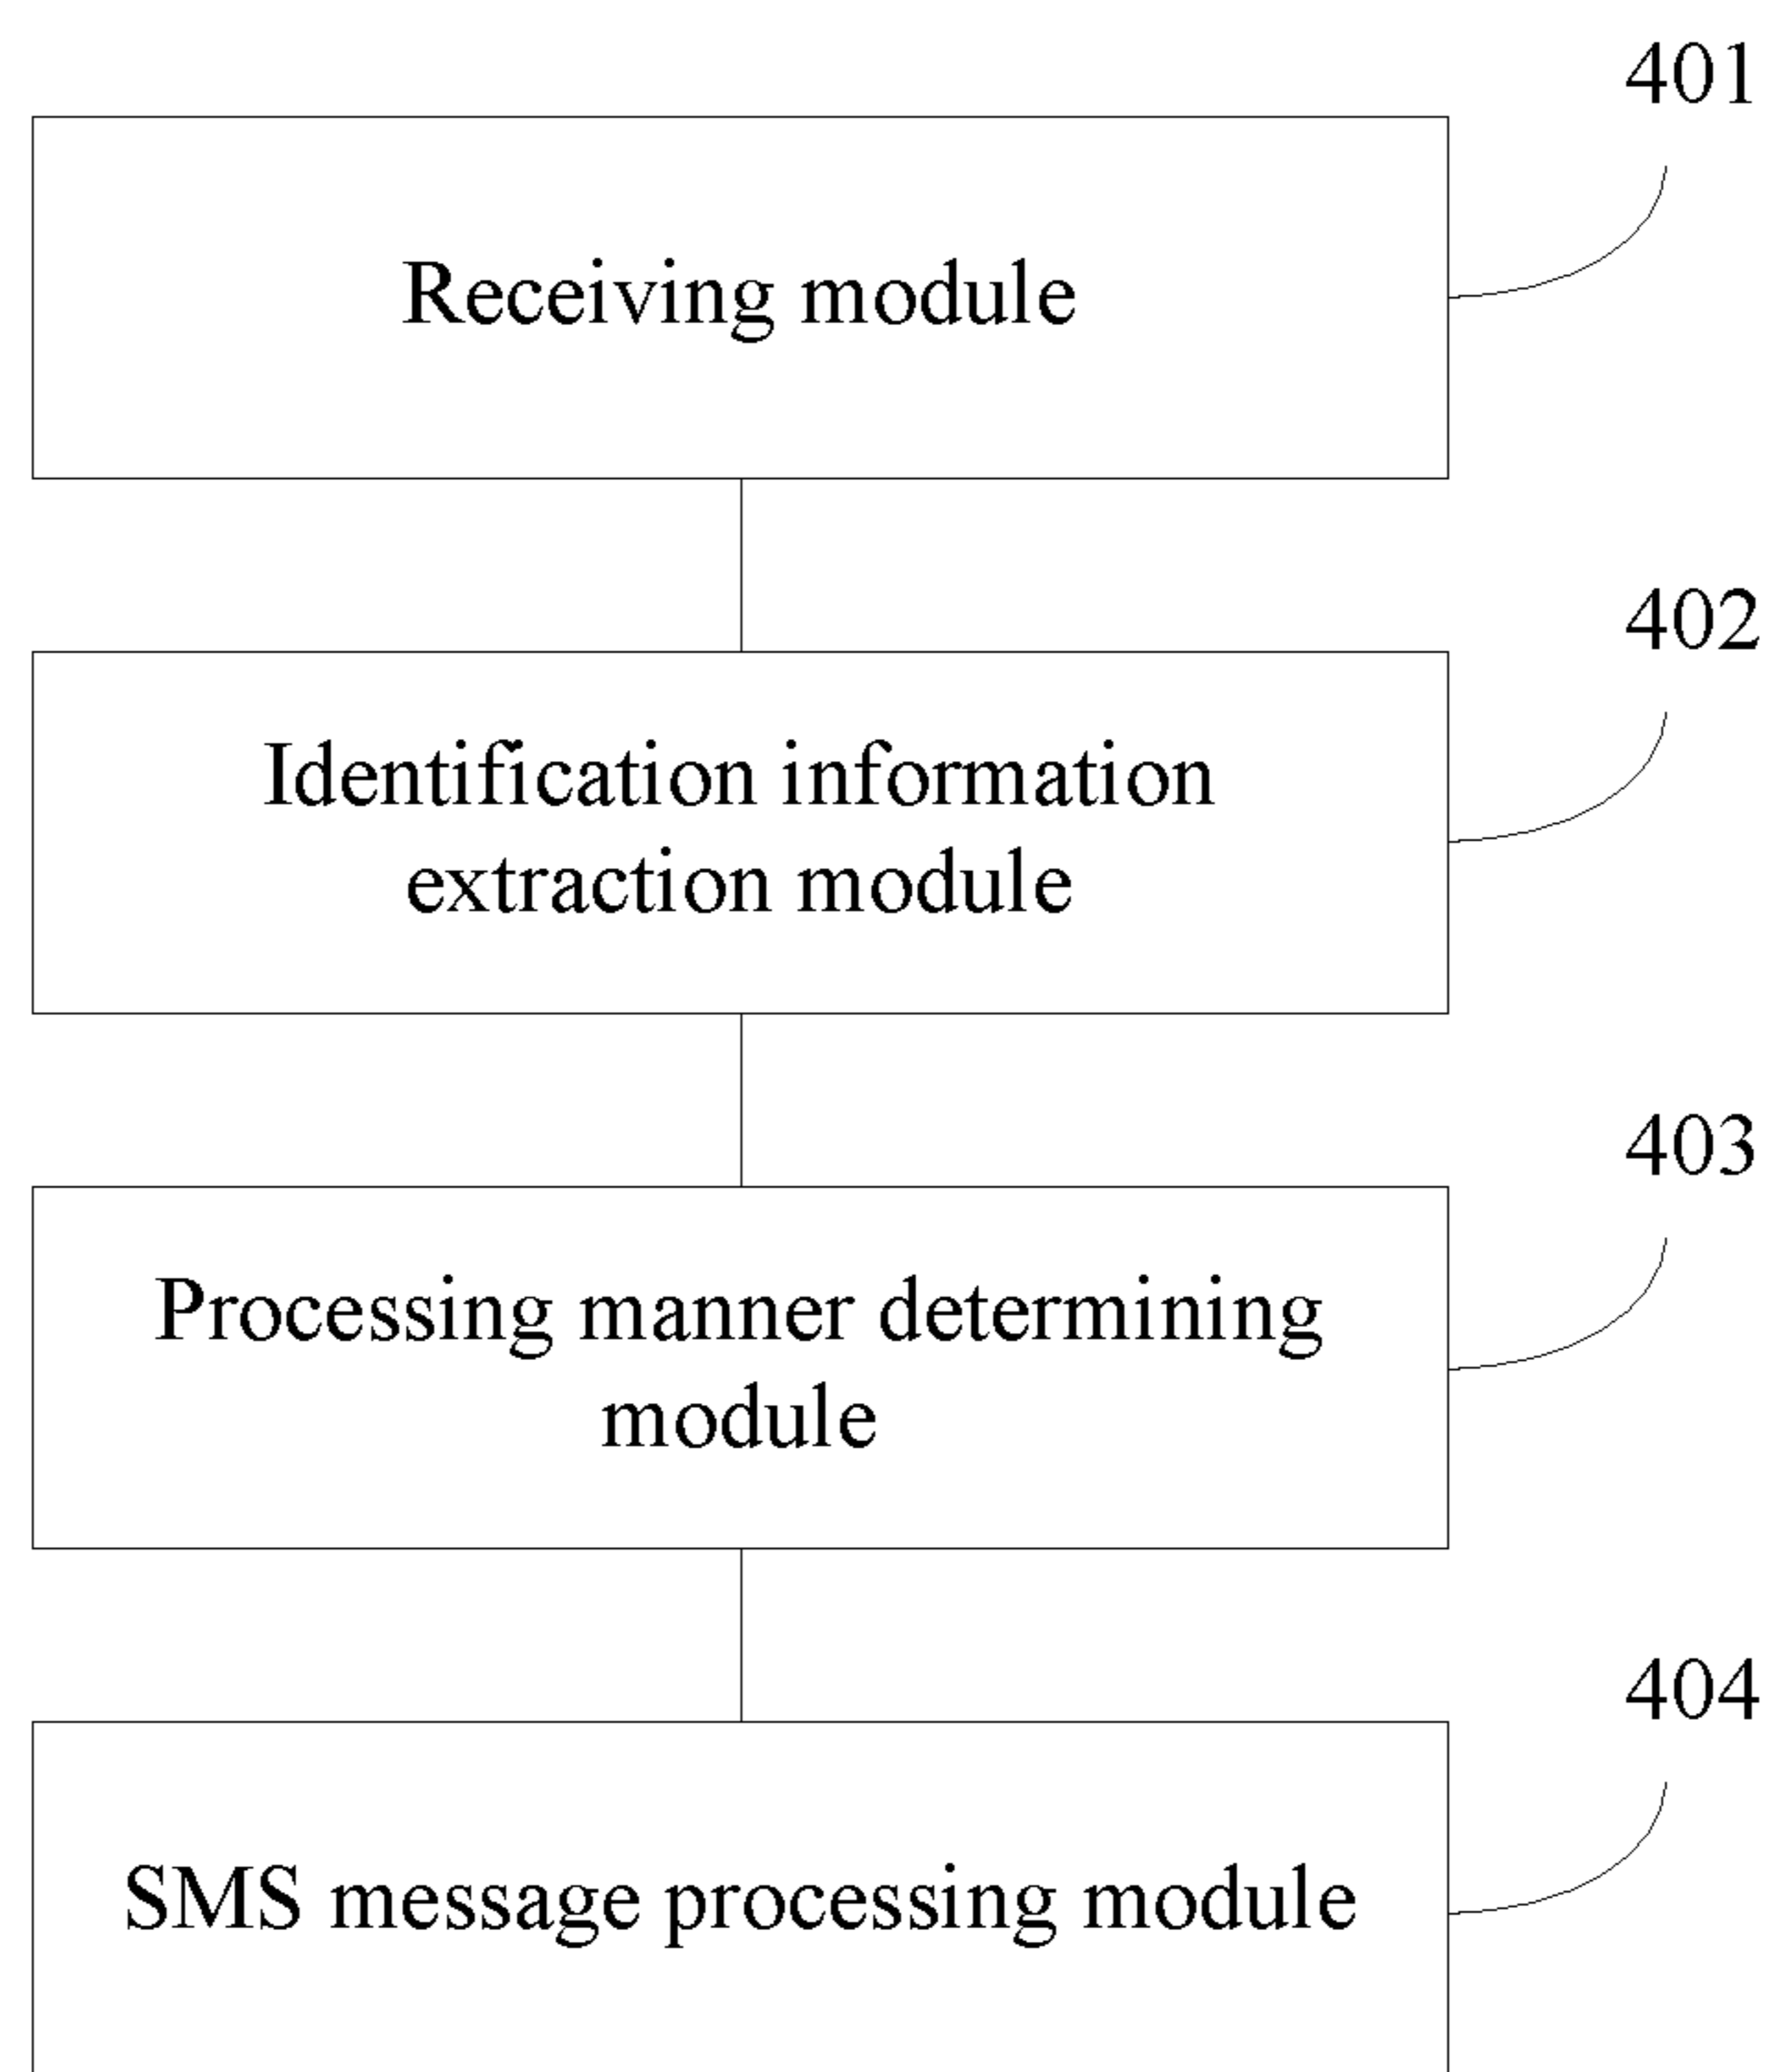 401
Receiving module
402
Identification information
extraction module
403
Processing manner determining
module
404
SMS message processing module